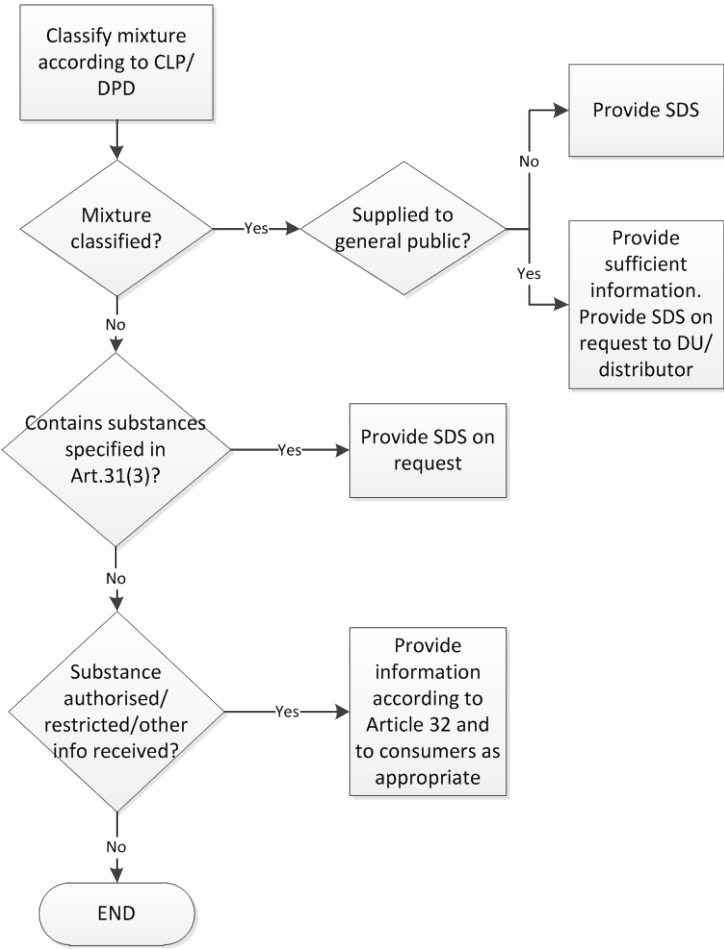 Classify mixture
according to CLP/
DPD
Provide SDS
No
Mixture
classified?
Yes
Supplied to
general public?
Yes
Provide
sufficient
information.
Provide SDS on
request to DU/
distributor
No
Contains substances
specified in
Art.31(3)?
Yes
Provide SDS on
request
No
Substance
authorised/
restricted/other
info received?
Yes
Provide
information
according to
Article 32 and
to consumers as
appropriate
No
END